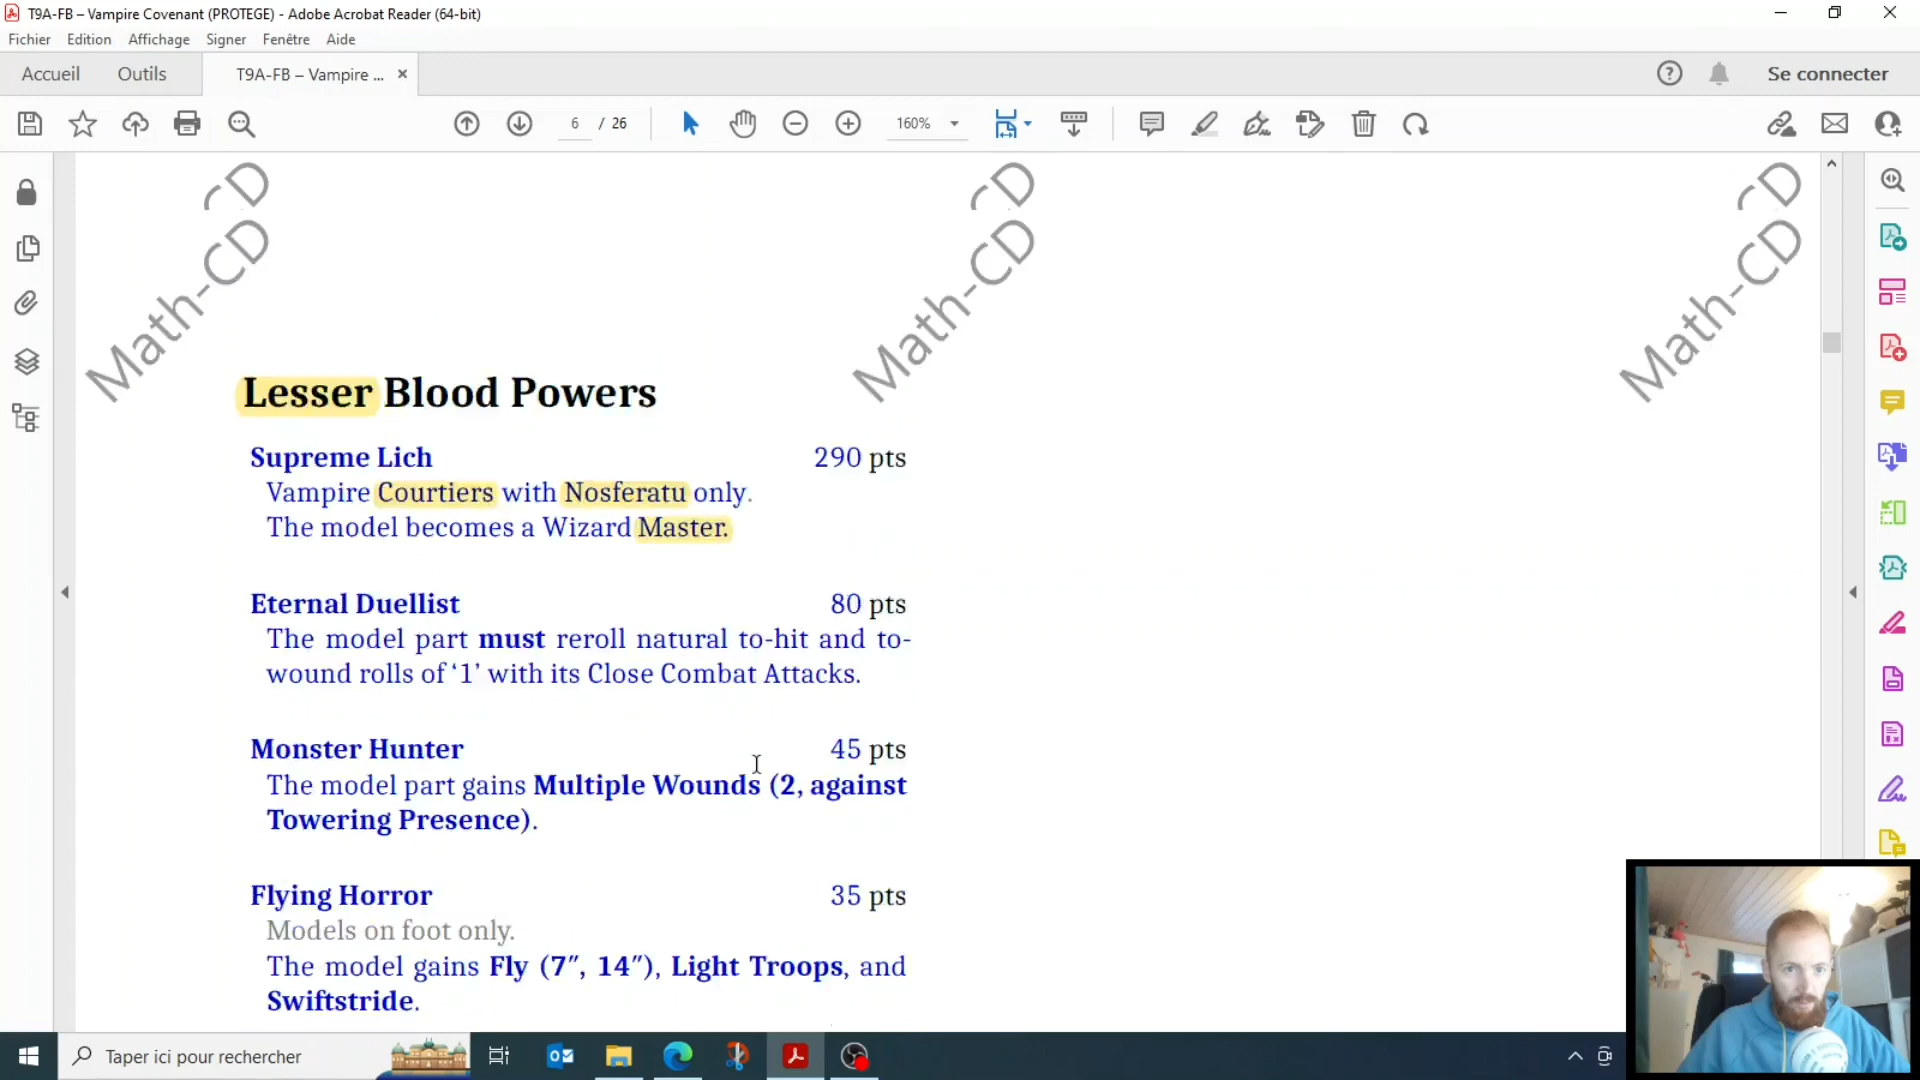 T9A-FB – Vampire Covenant (PROTEGE) - Adobe Acrobat Reader (64-bit)
Fichier Edition Affichage Signer Fenêtre Aide
Accueil Outils T9A-FB – Vampire ... × Se connecter
6 / 26 160%
Math-CD Math-CD Math-CD
CD CD CD
Lesser Blood Powers
Supreme Lich 290 pts
Vampire Courtiers with Nosferatu only.
The model becomes a Wizard Master.
Eternal Duellist 80 pts
The model part must reroll natural to-hit and to-
wound rolls of ‘1’ with its Close Combat Attacks.
Monster Hunter 45 pts
The model part gains Multiple Wounds (2, against
Towering Presence).
Flying Horror 35 pts
Models on foot only.
The model gains Fly (7″, 14″), Light Troops, and
Swiftstride.
Taper ici pour rechercher